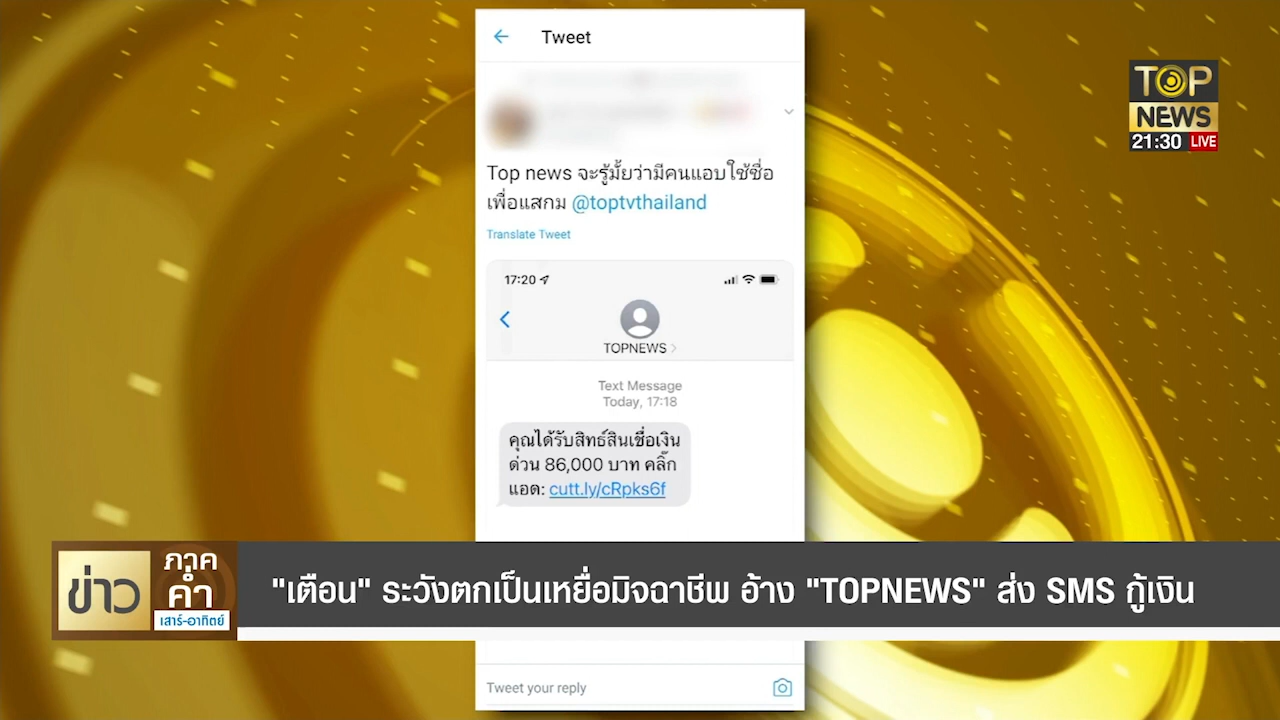 Tweet
Top news จะรู้มั้ยว่ามีคนแอบใช้ชื่อ
เพื่อแสกม @toptvthailand
Translate Tweet
17:20
TOPNEWS
Text Message
Today, 17:18
คุณได้รับสิทธ์สินเชื่อเงิน
ด่วน 86,000 บาท คลิ๊ก
แอด: cutt.ly/cRpks6f
TOP
NEWS
21:30 LIVE
ข่าว
ภาค
ค่ำ
เสาร์-อาทิตย์
"เตือน" ระวังตกเป็นเหยื่อมิจฉาชีพ อ้าง "TOPNEWS" ส่ง SMS กู้เงิน
Tweet your reply